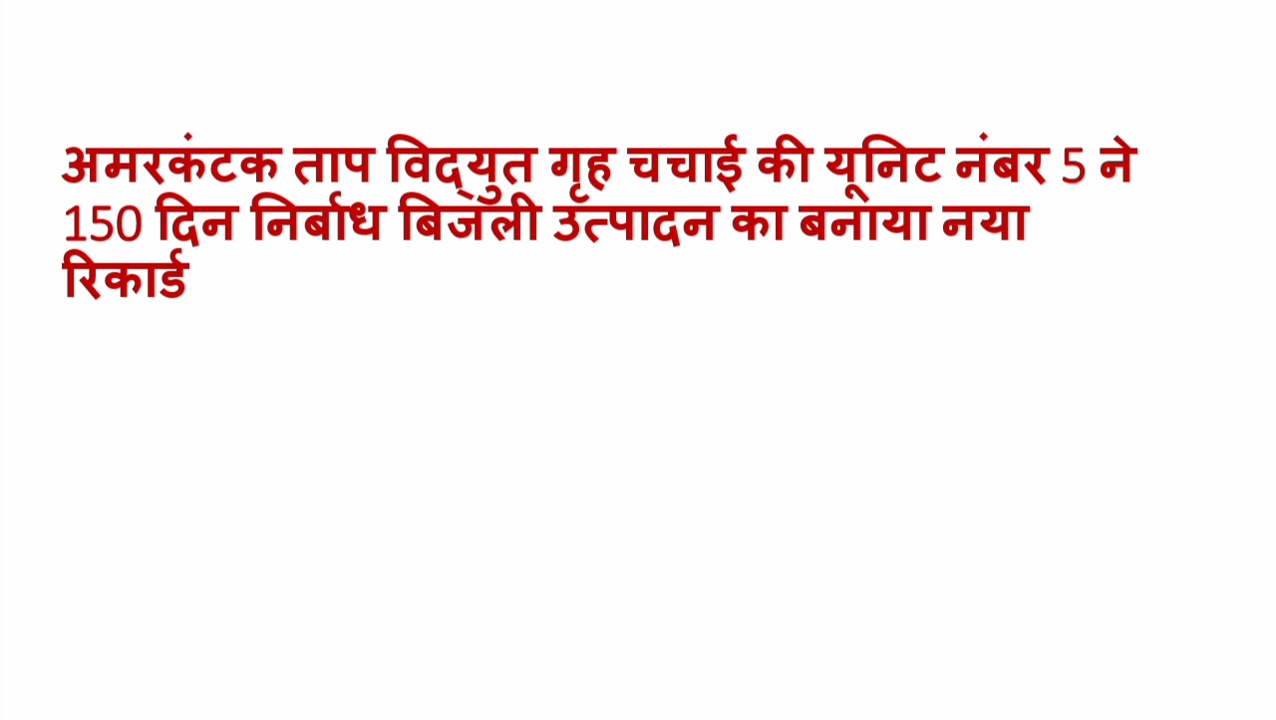 अमरकंटक ताप विद्युत गृह चचाई की यूनिट नंबर 5 ने
150 दिन निर्बाध बिजली उत्पादन का बनाया नया
रिकार्ड